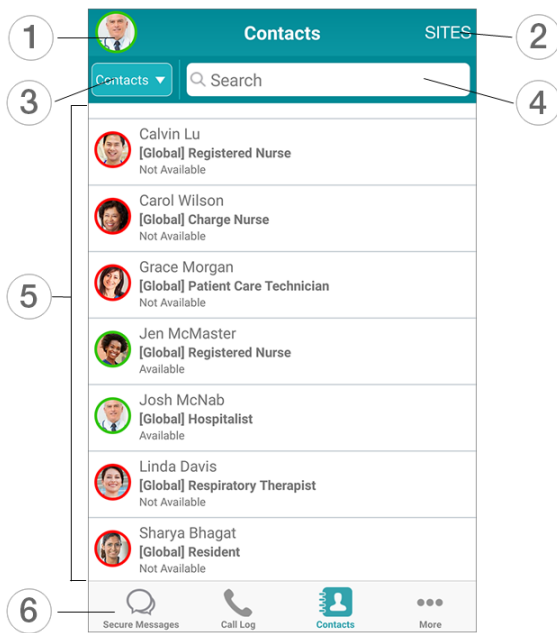 1
Contacts
SITES
2
3
Contacts
Search
4
Calvin Lu
[Global] Registered Nurse
Not Available
Carol Wilson
[Global] Charge Nurse
Not Available
Grace Morgan
[Global] Patient Care Technician
Not Available
5
Jen McMaster
[Global] Registered Nurse
Available
Josh McNab
[Global] Hospitalist
Available
Linda Davis
[Global] Respiratory Therapist
Not Available
Sharya Bhagat
[Global] Resident
Not Available
6
Secure Messages
Call Log
Contacts
More